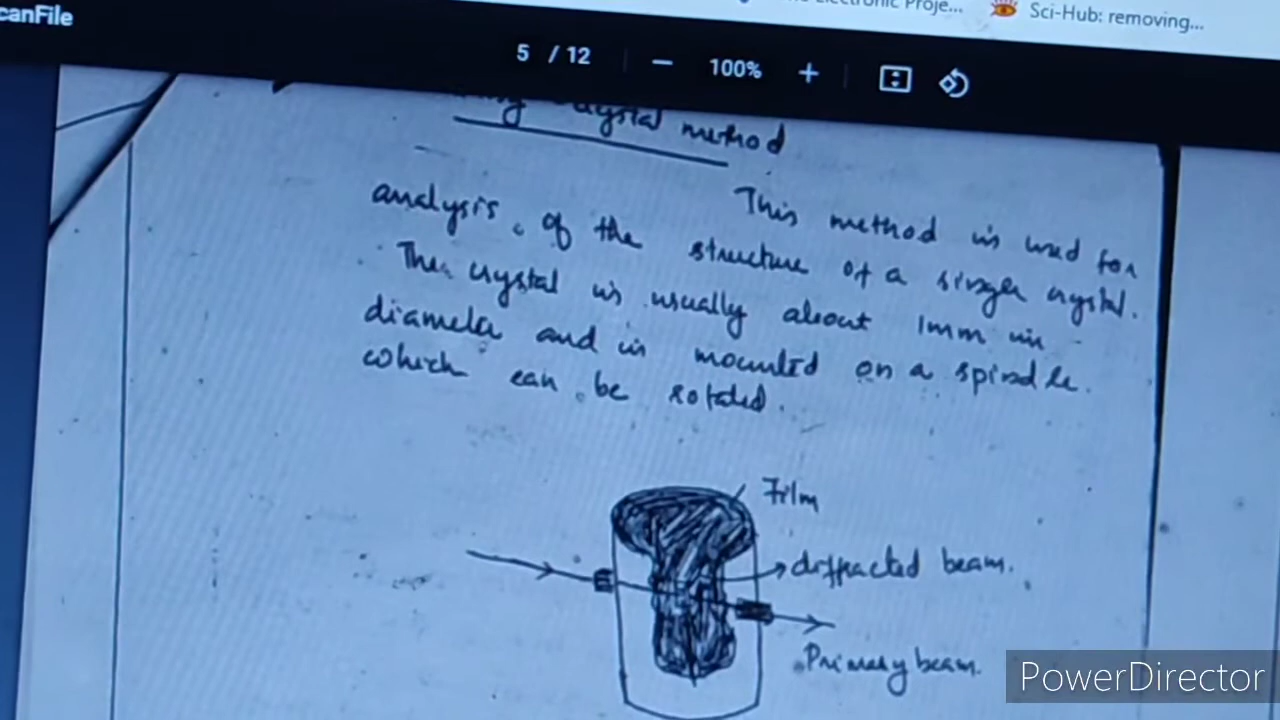 canFile
Sci-Hub: removing...
5 / 12
100%
crystal method
This method is used for
analysis of the structure of a single crystal.
The crystal is usually about 1mm in
diameter and is mounted on a spindle
which can be rotated.
Film
diffracted beam.
Primary beam.
PowerDirector